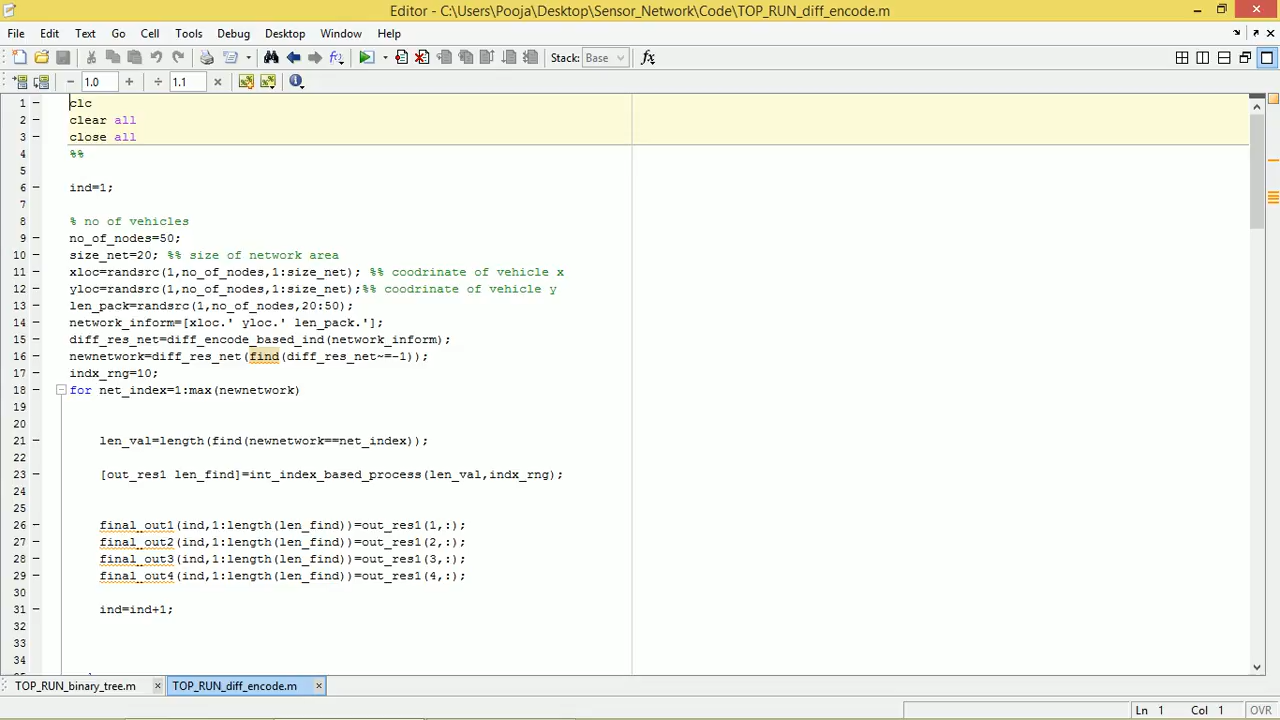 Editor - C:\Users\Pooja\Desktop\Sensor_Network\Code\TOP_RUN_diff_encode.m
File Edit Text Go Cell Tools Debug Desktop Window Help
Stack: Base fx
− 1.0 + ÷ 1.1 ×
1 clc
2 clear all
3 close all
4 %%
5
6 ind=1;
7
8 % no of vehicles
9 no_of_nodes=50;
10 size_net=20; %% size of network area
11 xloc=randsrc(1,no_of_nodes,1:size_net); %% coodrinate of vehicle x
12 yloc=randsrc(1,no_of_nodes,1:size_net);%% coodrinate of vehicle y
13 len_pack=randsrc(1,no_of_nodes,20:50);
14 network_inform=[xloc.' yloc.' len_pack.'];
15 diff_res_net=diff_encode_based_ind(network_inform);
16 newnetwork=diff_res_net(find(diff_res_net~=-1));
17 indx_rng=10;
18 for net_index=1:max(newnetwork)
19
20
21 len_val=length(find(newnetwork==net_index));
22
23 [out_res1 len_find]=int_index_based_process(len_val,indx_rng);
24
25
26 final_out1(ind,1:length(len_find))=out_res1(1,:);
27 final_out2(ind,1:length(len_find))=out_res1(2,:);
28 final_out3(ind,1:length(len_find))=out_res1(3,:);
29 final_out4(ind,1:length(len_find))=out_res1(4,:);
30
31 ind=ind+1;
32
33
34
TOP_RUN_binary_tree.m × TOP_RUN_diff_encode.m ×
Ln 1 Col 1 OVR